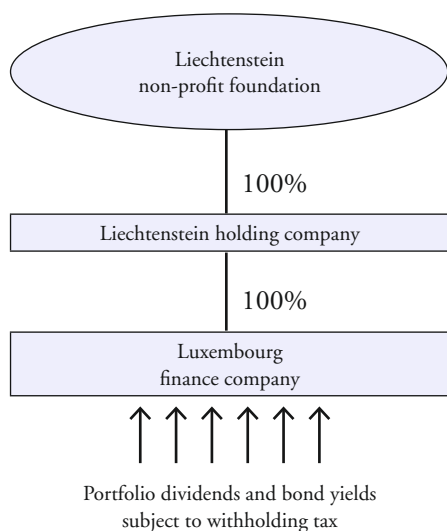 Liechtenstein
non-profit foundation
100%
Liechtenstein holding company
100%
Luxembourg
finance company
Portfolio dividends and bond yields
subject to withholding tax